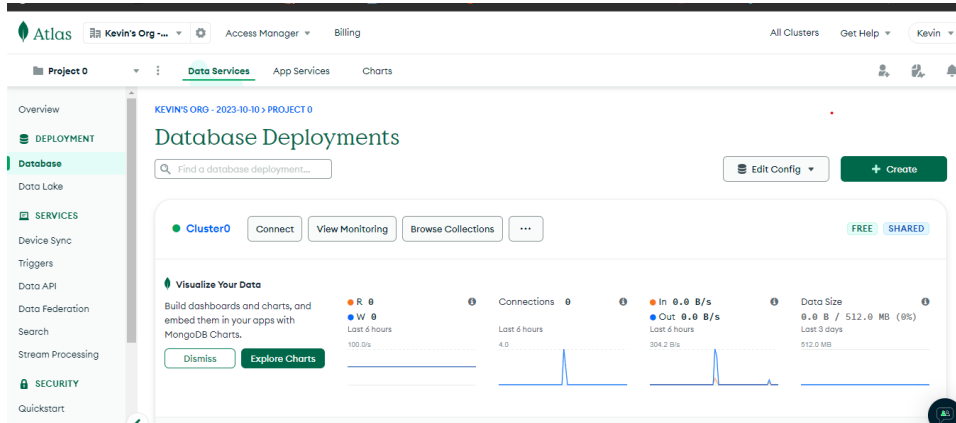 Atlas
Kevin's Org -...
Access Manager
Billing
All Clusters
Get Help
Kevin
Project 0
Data Services
App Services
Charts
Overview
DEPLOYMENT
Database
Data Lake
SERVICES
Device Sync
Triggers
Data API
Data Federation
Search
Stream Processing
SECURITY
Quickstart
KEVIN'S ORG - 2023-10-10 > PROJECT 0
Database Deployments
Find a database deployment...
Edit Config
+ Create
Cluster0
Connect
View Monitoring
Browse Collections
...
FREE
SHARED
Visualize Your Data
Build dashboards and charts, and
embed them in your apps with
MongoDB Charts.
Dismiss
Explore Charts
R 0
W 0
Last 6 hours
100.0/s
Connections 0
Last 6 hours
4.0
In 0.0 B/s
Out 0.0 B/s
Last 6 hours
304.2 B/s
Data Size
0.0 B / 512.0 MB (0%)
Last 3 days
512.0 MB